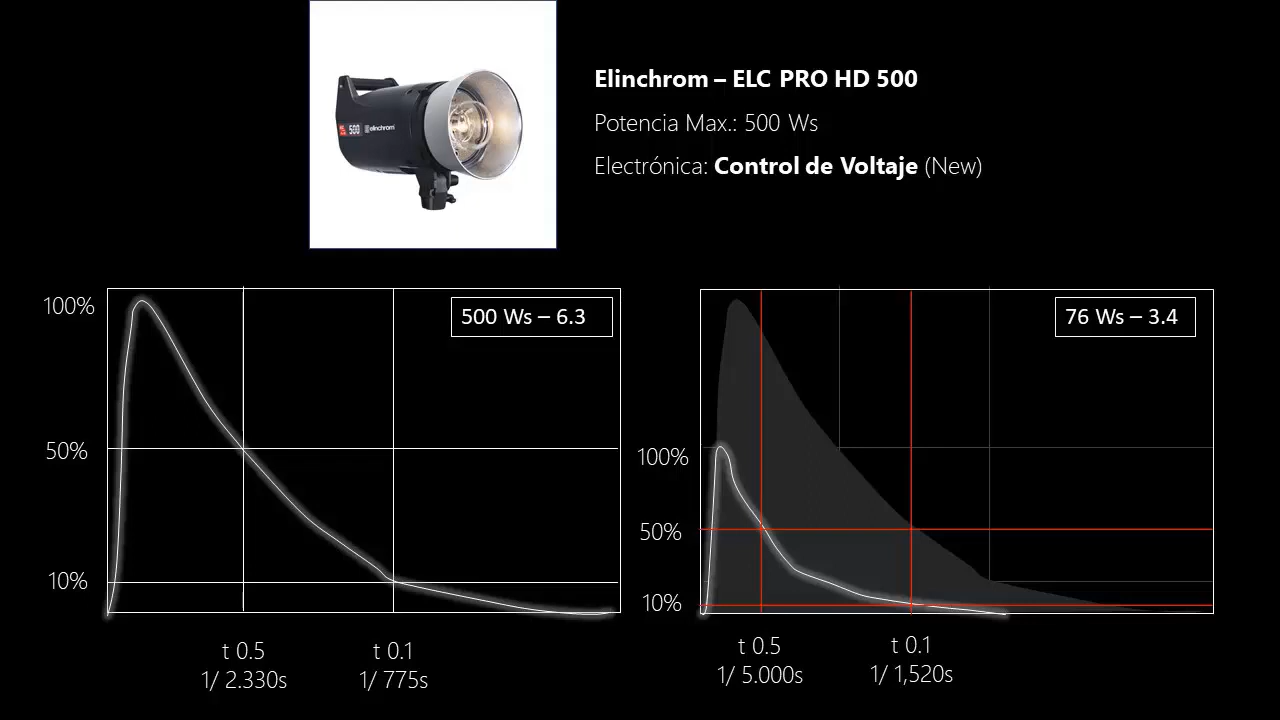 Elinchrom – ELC PRO HD 500
Potencia Max.: 500 Ws
Electrónica: Control de Voltaje (New)
500
elinchrom
100%
50%
10%
500 Ws – 6.3
t 0.5
1/ 2.330s
t 0.1
1/ 775s
100%
50%
10%
76 Ws – 3.4
t 0.5
1/ 5.000s
t 0.1
1/ 1,520s